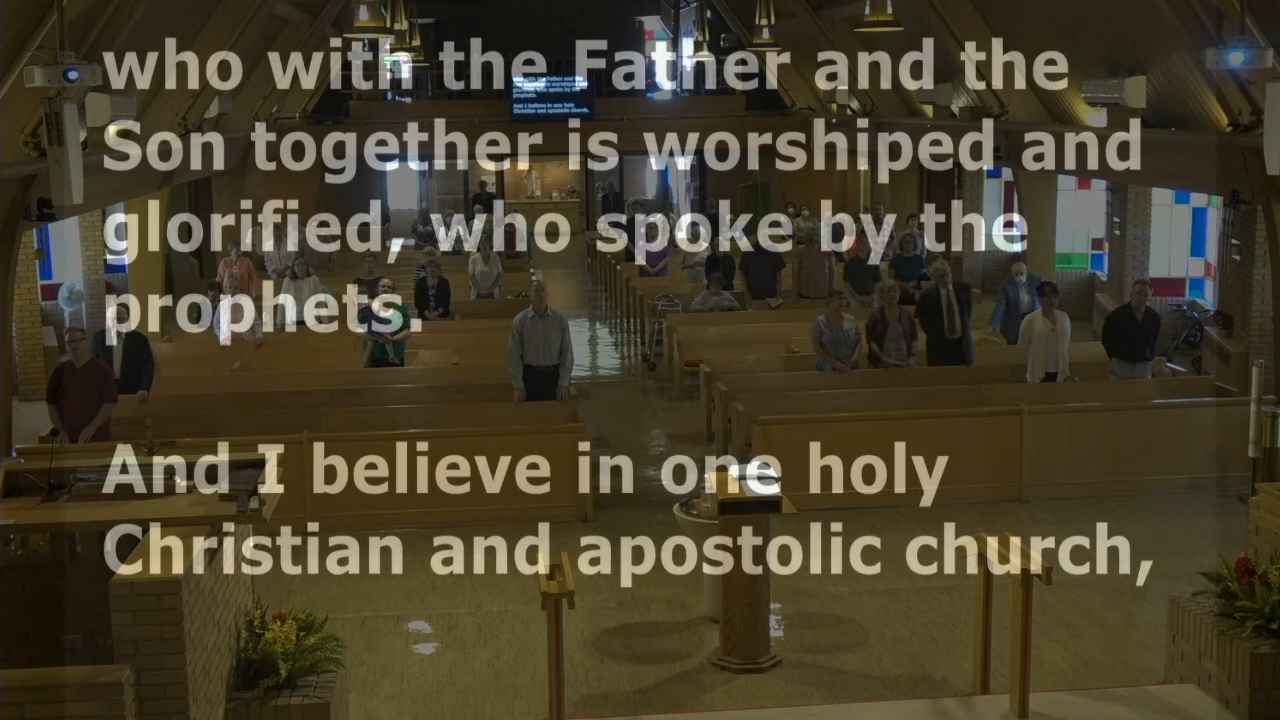 who with the Father and the
Son together is worshiped and
glorified, who spoke by the
prophets.
And I believe in one holy
Christian and apostolic church,